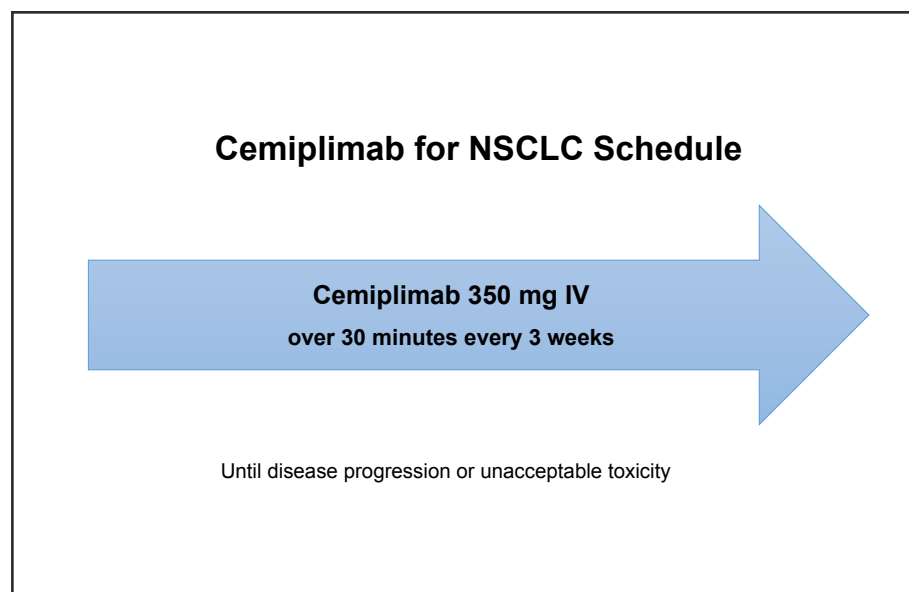 Cemiplimab for NSCLC Schedule
Cemiplimab 350 mg IV
over 30 minutes every 3 weeks
Until disease progression or unacceptable toxicity